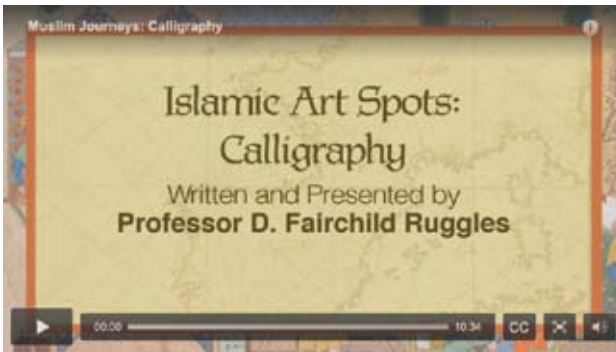 Muslim Journeys: Calligraphy
Islamic Art Spots:
Calligraphy
Written and Presented by
Professor D. Fairchild Ruggles
00:00 10:34 CC